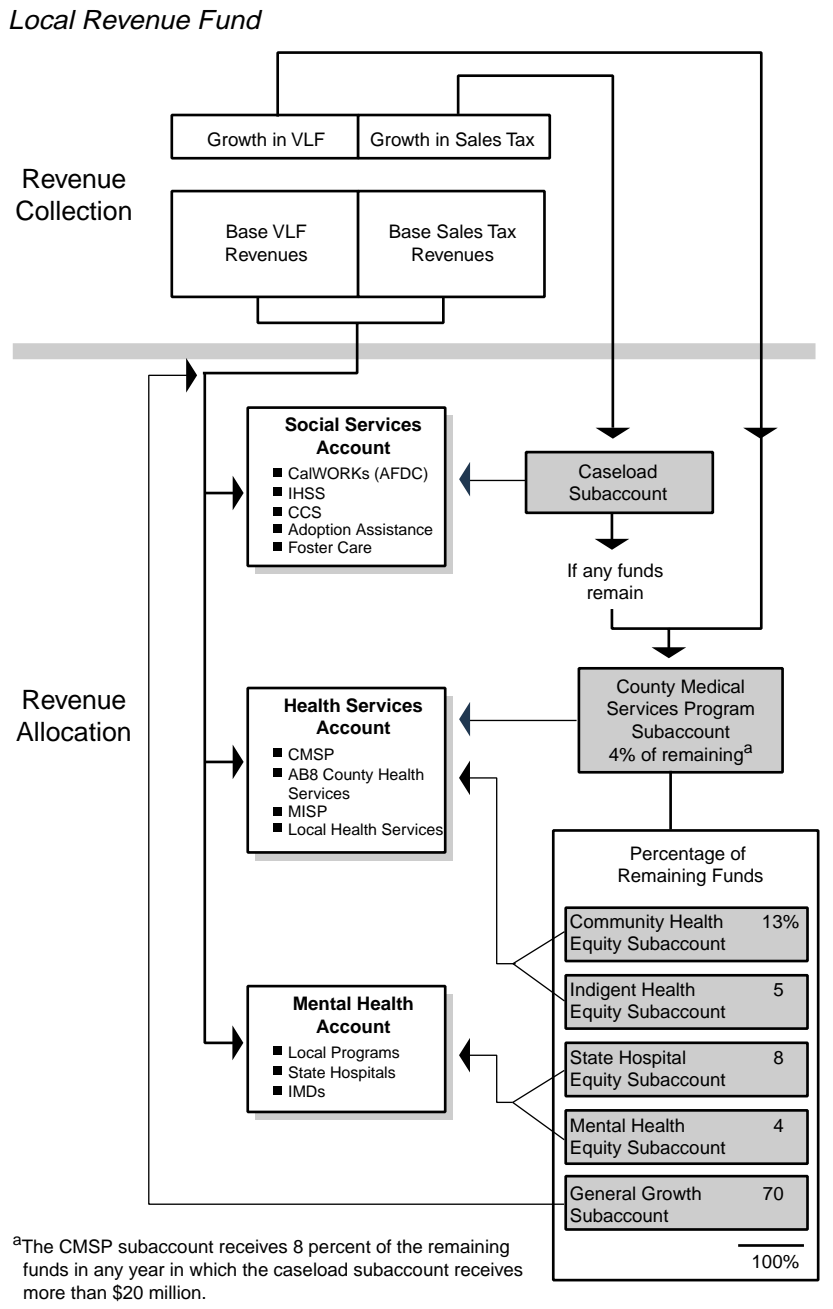 Local Revenue Fund
Growth in VLF
Growth in Sales Tax
Revenue
Collection
Base VLF
Revenues
Base Sales Tax
Revenues
Social Services
Account
■ CalWORKs (AFDC)
■ IHSS
■ CCS
■ Adoption Assistance
■ Foster Care
Caseload
Subaccount
If any funds
remain
Revenue
Allocation
Health Services
Account
■ CMSP
■ AB8 County Health
Services
■ MISP
■ Local Health Services
County Medical
Services Program
Subaccount
4% of remaining^a
Percentage of
Remaining Funds
Community Health 13%
Equity Subaccount
Indigent Health 5
Equity Subaccount
Mental Health
Account
■ Local Programs
■ State Hospitals
■ IMDs
State Hospital 8
Equity Subaccount
Mental Health 4
Equity Subaccount
General Growth 70
Subaccount
100%
^aThe CMSP subaccount receives 8 percent of the remaining
funds in any year in which the caseload subaccount receives
more than $20 million.